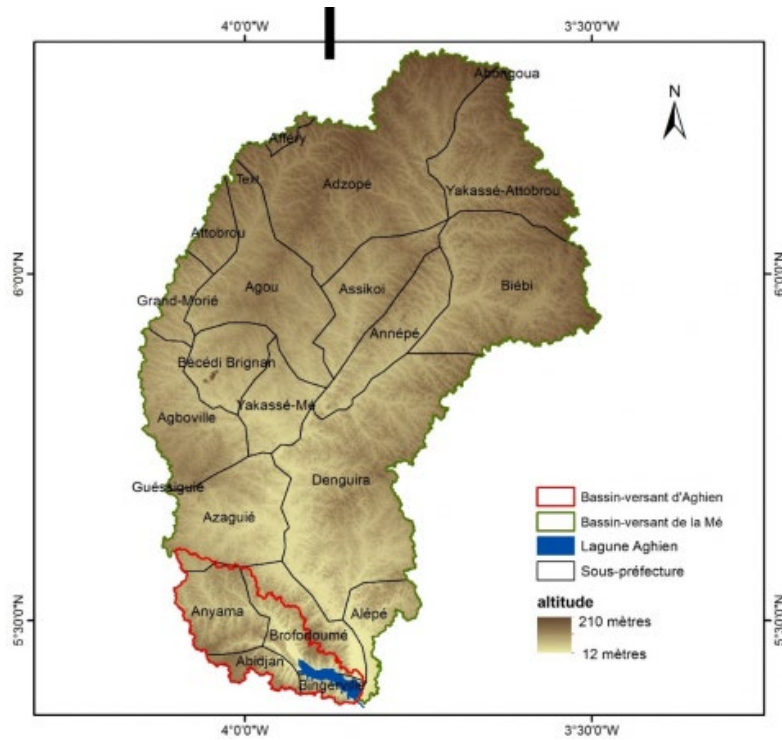 4°0'0"W
3°30'0"W
N
Abongoua
Afféry
Adzopé
Text
Yakassé-Attobrou
Attobrou
6°0'0"N
6°0'0"N
Agou
Assikoi
Biébi
Grand-Morié
Annépé
Bécédi Brignan
Yakassé-Mé
Agboville
Denguira
Guéssiguié
Azaguié
Bassin-versant d'Aghien
Bassin-versant de la Mé
Lagune Aghien
Sous-préfecture
altitude
210 mètres
12 mètres
Anyama
Alépé
5°30'0"N
5°30'0"N
Brofodoumé
Abidjan
Bingerville
4°0'0"W
3°30'0"W